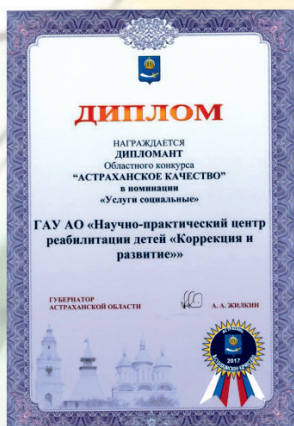 ДИПЛОМ
НАГРАЖДАЕТСЯ
ДИПЛОМАНТ
Областного конкурса
"АСТРАХАНСКОЕ КАЧЕСТВО"
в номинации
«Услуги социальные»
ГАУ АО «Научно-практический центр
реабилитации детей «Коррекция и
развитие»»
ГУБЕРНАТОР
АСТРАХАНСКОЙ ОБЛАСТИ
А. А. ЖИЛКИН
2017